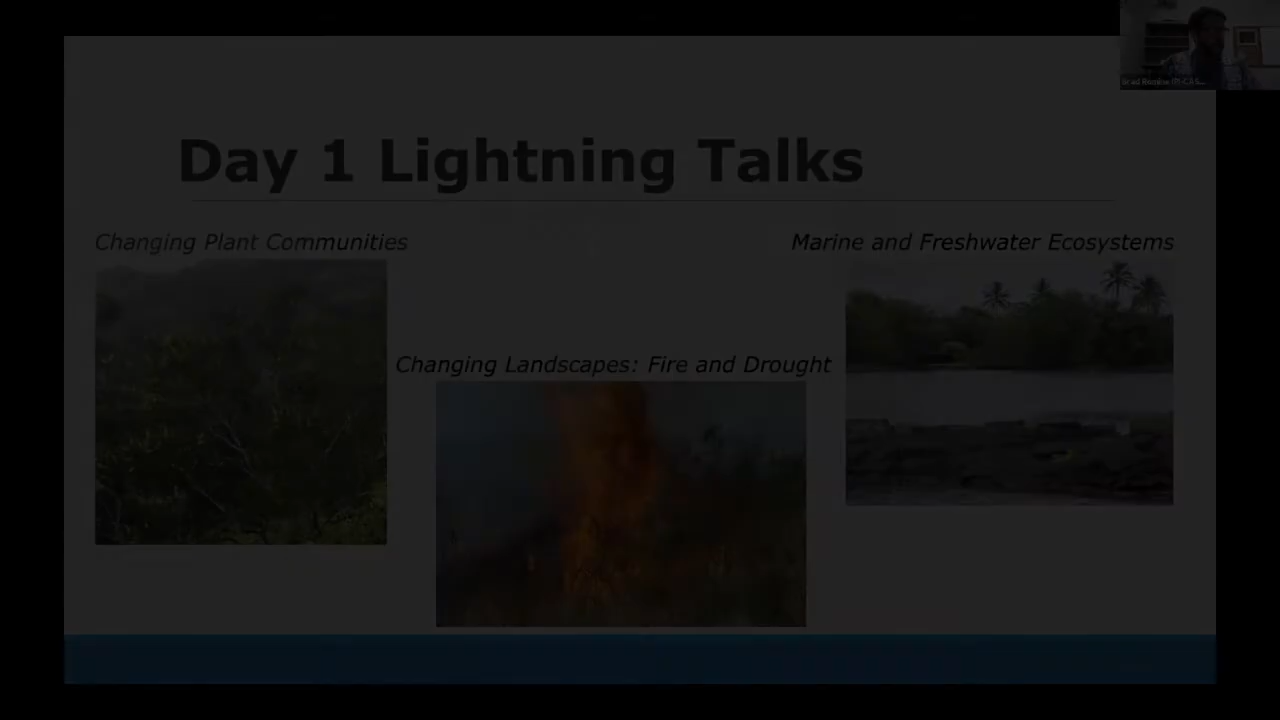 Day 1 Lightning Talks
Changing Plant Communities
Marine and Freshwater Ecosystems
Changing Landscapes: Fire and Drought